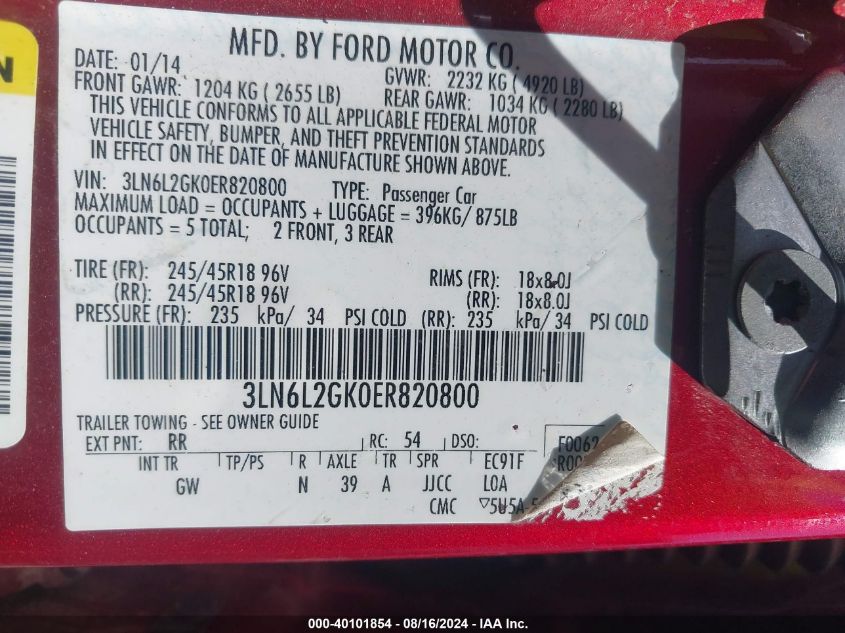 MFD. BY FORD MOTOR CO.
DATE: 01/14
GVWR: 2232 KG ( 4920 LB)
FRONT GAWR: 1204 KG ( 2655 LB)
REAR GAWR: 1034 KG ( 2280 LB)
THIS VEHICLE CONFORMS TO ALL APPLICABLE FEDERAL MOTOR
VEHICLE SAFETY, BUMPER, AND THEFT PREVENTION STANDARDS
IN EFFECT ON THE DATE OF MANUFACTURE SHOWN ABOVE.
VIN: 3LN6L2GK0ER820800 TYPE: Passenger Car
MAXIMUM LOAD = OCCUPANTS + LUGGAGE = 396KG/ 875LB
OCCUPANTS = 5 TOTAL; 2 FRONT, 3 REAR
TIRE (FR): 245/45R18 96V RIMS (FR): 18x8.0J
(RR): 245/45R18 96V (RR): 18x8.0J
PRESSURE (FR): 235 kPa/ 34 PSI COLD (RR): 235 kPa/ 34 PSI COLD
3LN6L2GK0ER820800
TRAILER TOWING - SEE OWNER GUIDE
EXT PNT: RR RC: 54 DSO: F0062
INT TR TP/PS R AXLE TR SPR EC91F
GW N 39 A JJCC LOA
CMC ▽5U5A-
000-40101854 - 08/16/2024 - IAA Inc.